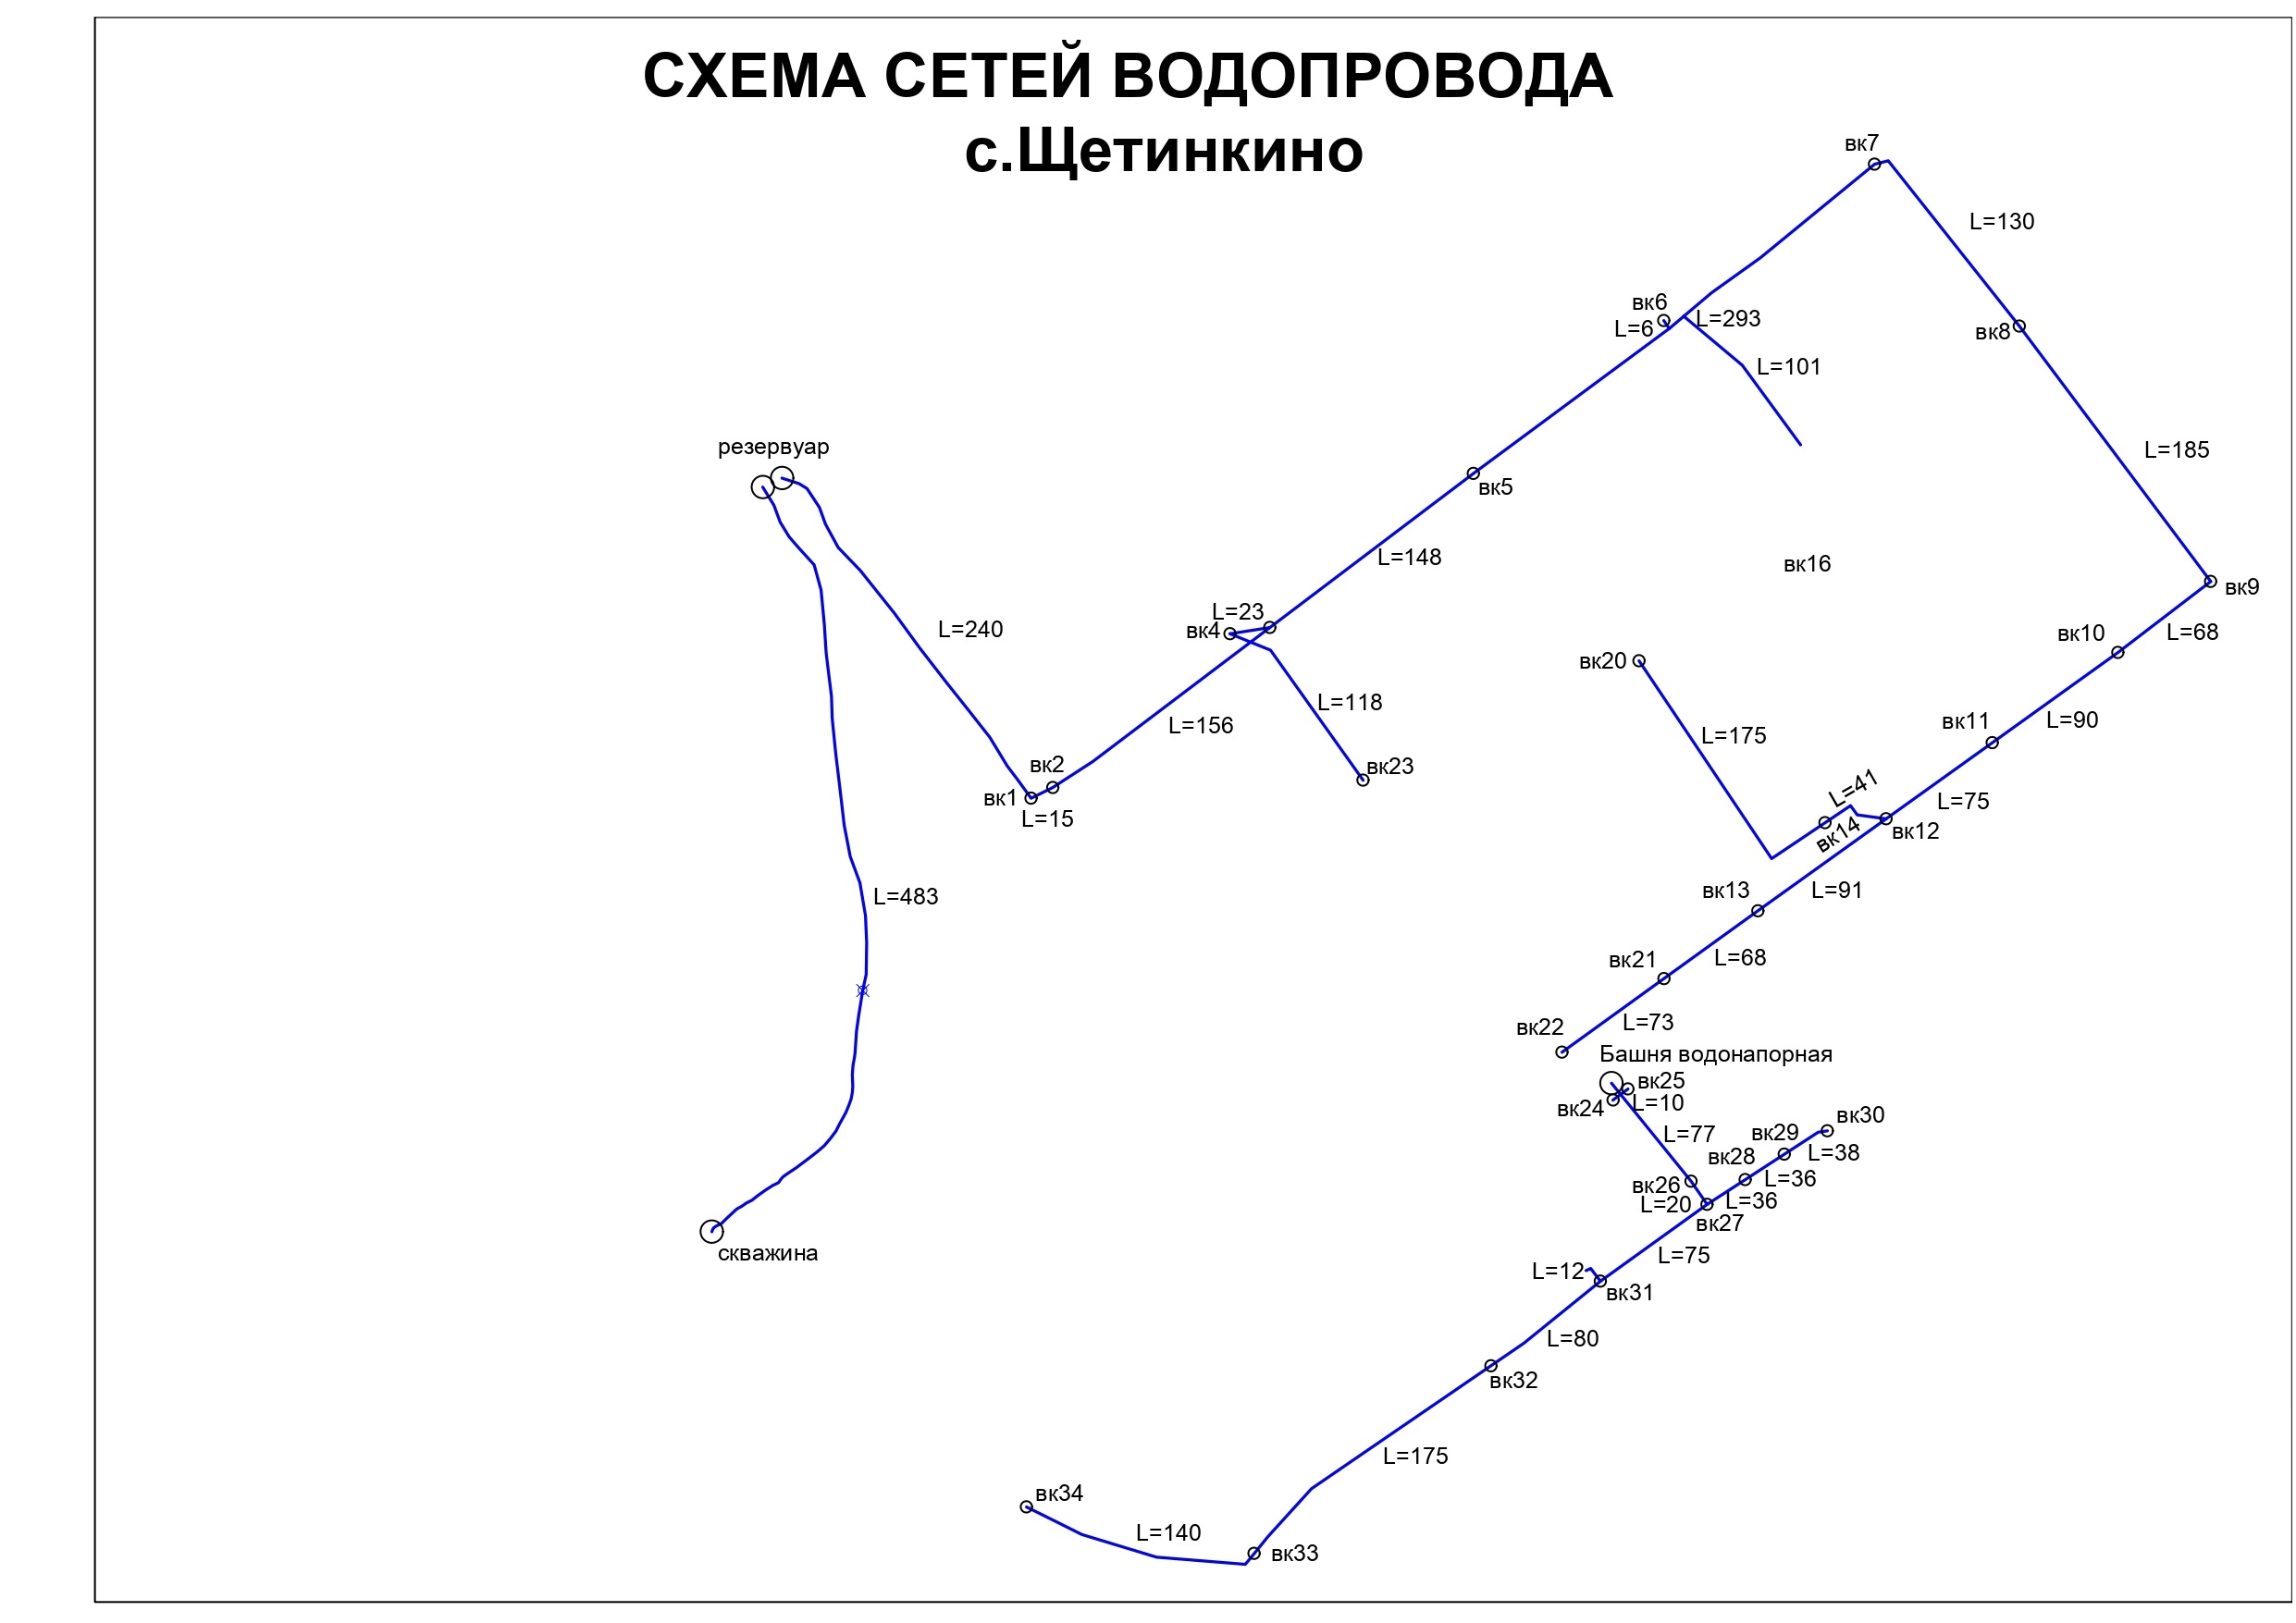 СХЕМА СЕТЕЙ ВОДОПРОВОДА
с.Щетинкино
вк7
L=130
вк6
L=6
L=293
вк8
L=101
резервуар
L=185
вк5
L=148
вк16
вк9
L=23
вк4
L=240
вк10
L=68
вк20
L=118
L=156
L=175
вк11
L=90
вк2
вк23
вк1
L=15
L=41
вк14
L=75
вк12
L=483
вк13
L=91
вк21
L=68
вк22
L=73
Башня водонапорная
вк25
вк24
L=10
вк30
L=77
вк29
вк28
L=38
вк26
L=36
L=20
L=36
вк27
скважина
L=75
L=12
вк31
L=80
вк32
L=175
вк34
L=140
вк33